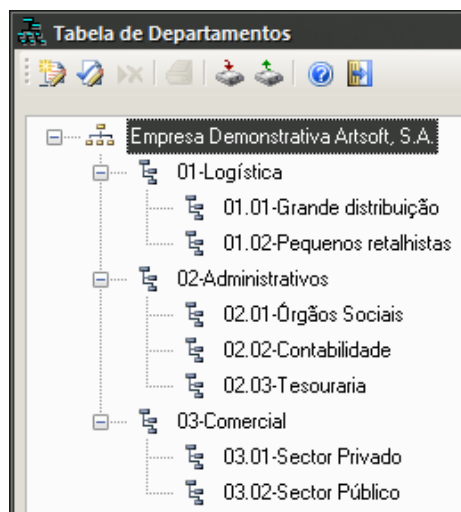 Tabela de Departamentos
Empresa Demonstrativa Artsoft, S.A.
01-Logística
01.01-Grande distribuição
01.02-Pequenos retalhistas
02-Administrativos
02.01-Órgãos Sociais
02.02-Contabilidade
02.03-Tesouraria
03-Comercial
03.01-Sector Privado
03.02-Sector Público